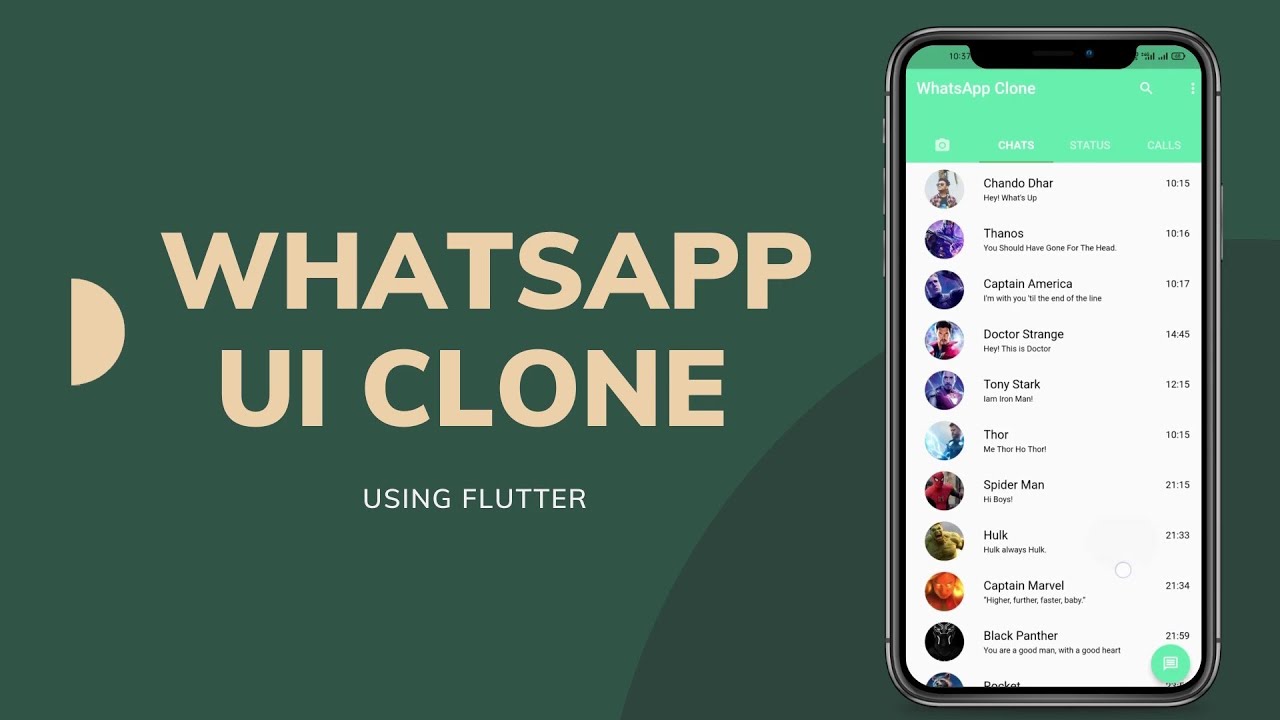 WHATSAPP
UI CLONE
USING FLUTTER
10:37
WhatsApp Clone
CHATS STATUS CALLS
Chando Dhar 10:15
Hey! What's Up
Thanos 10:16
You Should Have Gone For The Head.
Captain America 10:17
I'm with you 'til the end of the line
Doctor Strange 14:45
Hey! This is Doctor
Tony Stark 12:15
Iam Iron Man!
Thor 10:15
Me Thor Ho Thor!
Spider Man 21:15
Hi Boys!
Hulk 21:33
Hulk always Hulk.
Captain Marvel 21:34
"Higher, further, faster, baby."
Black Panther 21:59
You are a good man, with a good heart
Rocket